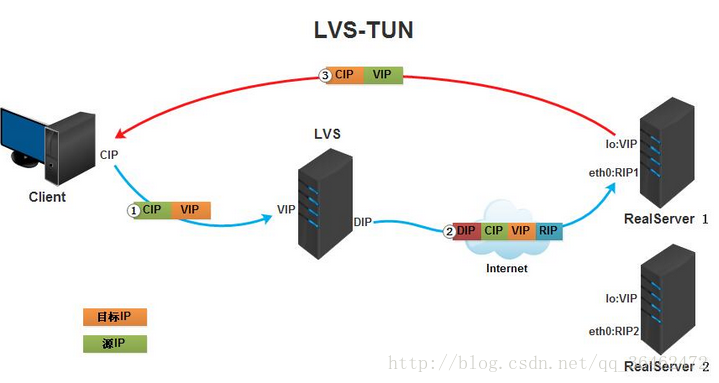 LVS-TUN
③ CIP VIP
LVS
lo:VIP
CIP
eth0:RIP1
Client
① CIP VIP
VIP
DIP
② DIP CIP VIP RIP
RealServer 1
Internet
目标IP
源IP
lo:VIP
eth0:RIP2
http://blog.csdn.net/qq_36462472
RealServer 2